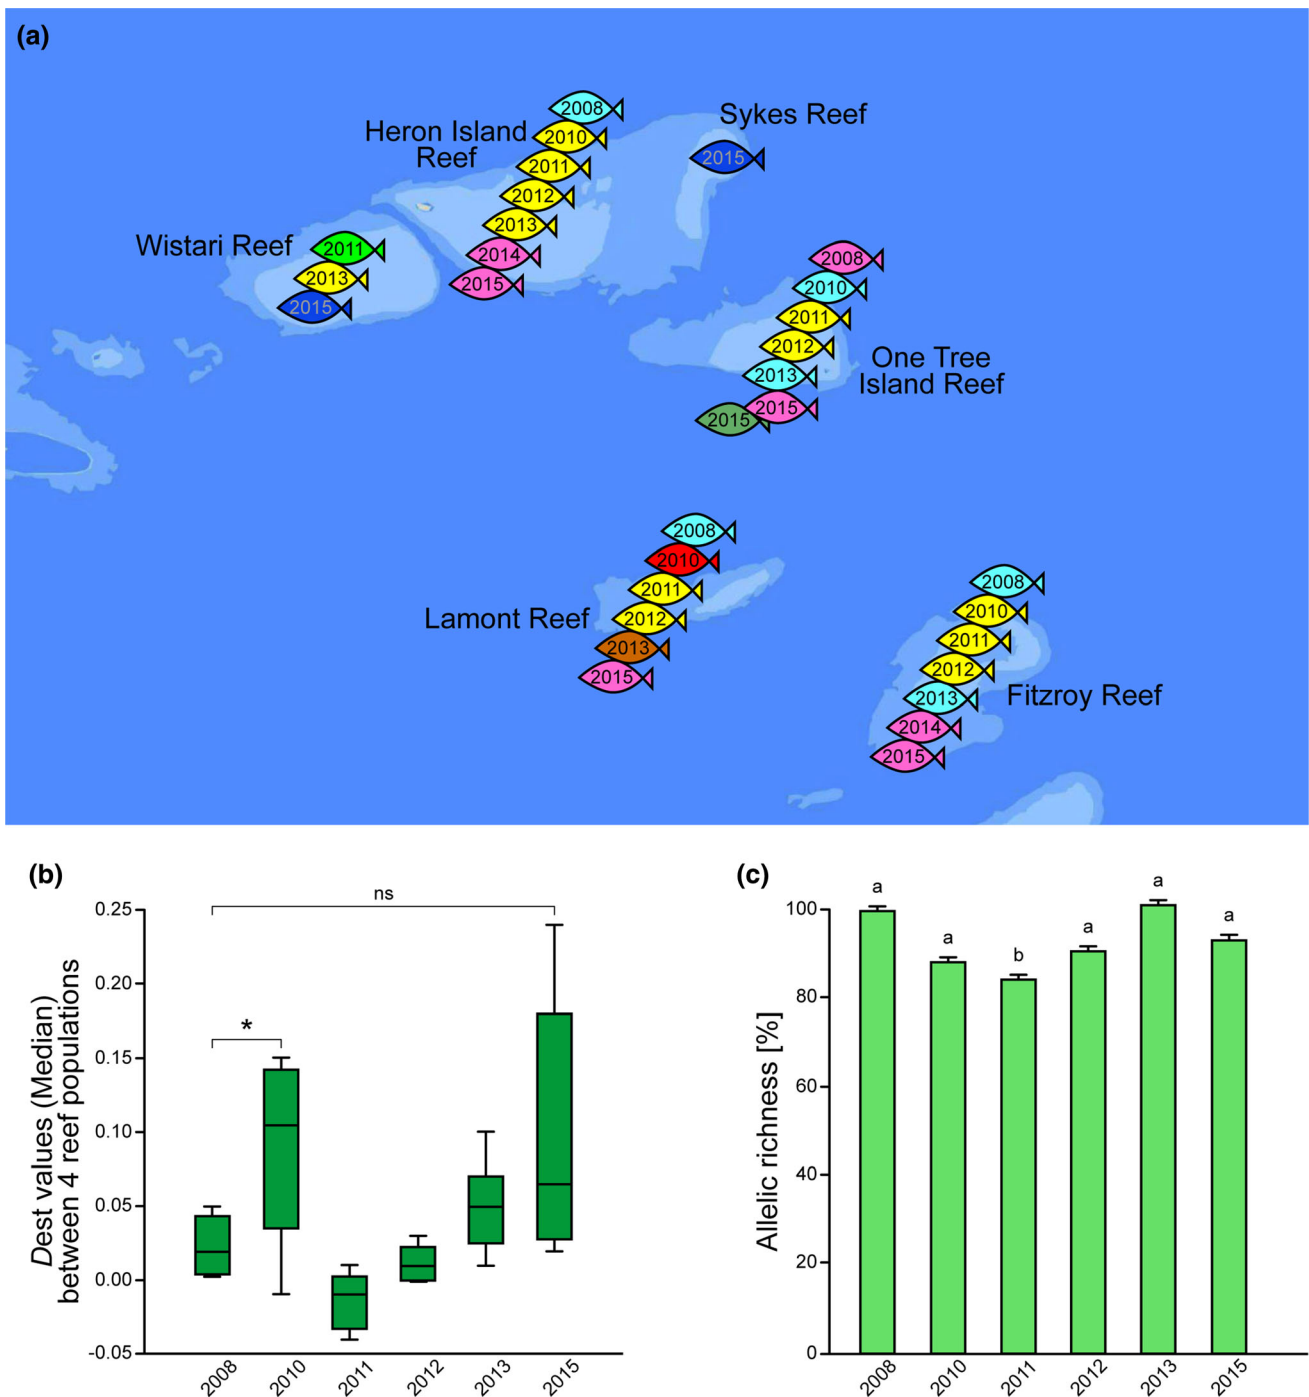 (a)
Sykes Reef
2015
Heron Island
Reef
2008
2010
2011
2012
2013
2014
2015
Wistari Reef
2011
2013
2015
2008
2010
2011
2012
2013
2015
2015
One Tree
Island Reef
Lamont Reef
2008
2010
2011
2012
2013
2015
Fitzroy Reef
2008
2010
2011
2012
2013
2014
2015
(b)
Dest values (Median)
between 4 reef populations
0.25
0.20
0.15
0.10
0.05
0.00
-0.05
ns
*
2008
2010
2011
2012
2013
2015
(c)
Allelic richness [%]
100
80
60
40
20
0
a
a
b
a
a
a
2008
2010
2011
2012
2013
2015